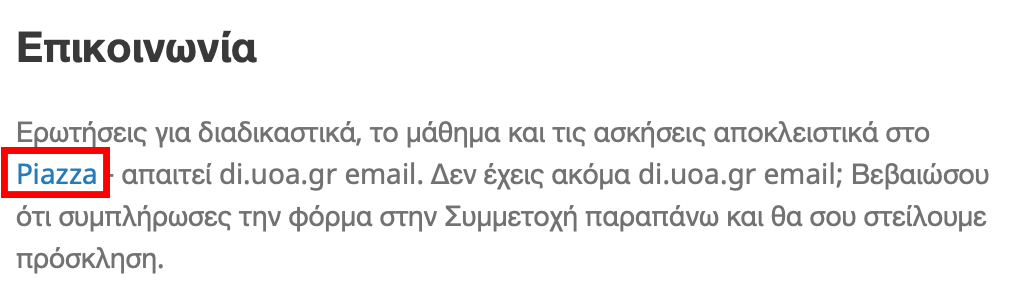 Επικοινωνία
Ερωτήσεις για διαδικαστικά, το μάθημα και τις ασκήσεις αποκλειστικά στο
Piazza - απαιτεί di.uoa.gr email. Δεν έχεις ακόμα di.uoa.gr email; Βεβαιώσου
ότι συμπλήρωσες την φόρμα στην Συμμετοχή παραπάνω και θα σου στείλουμε
πρόσκληση.